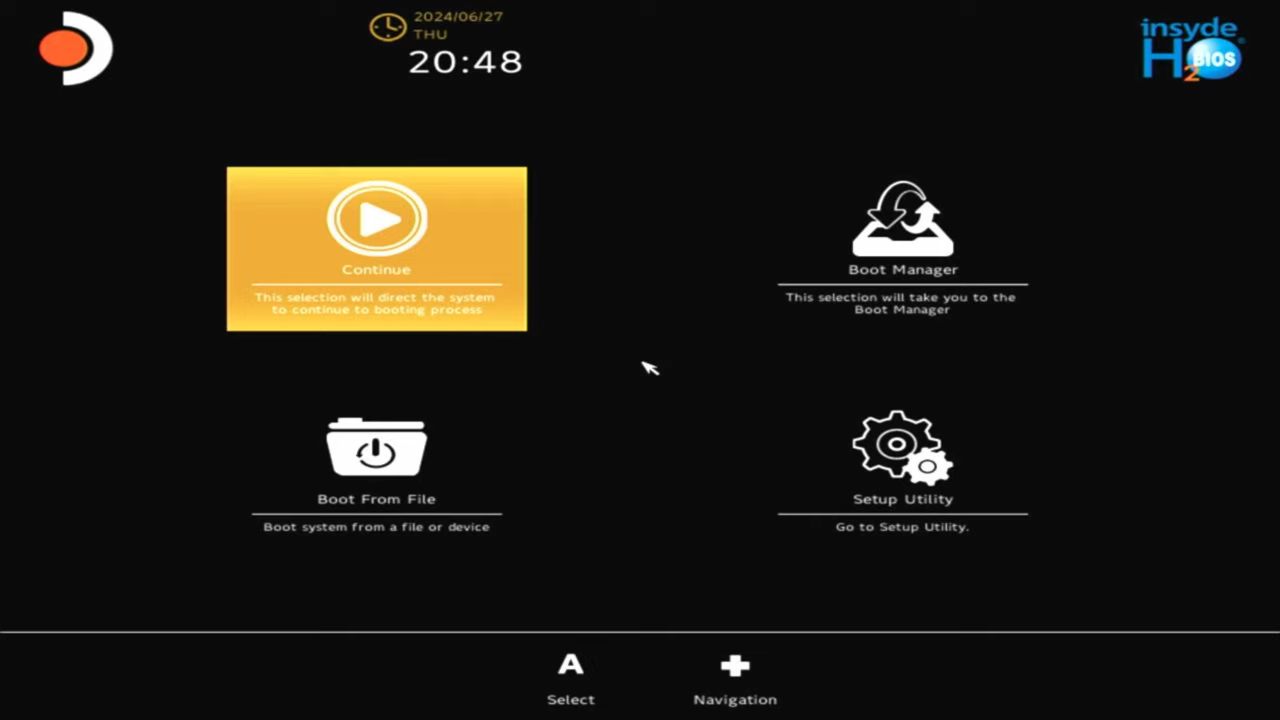 2024/06/27
THU
20:48
insyde
H2BIOS®
Continue
This selection will direct the system
to continue to booting process
Boot Manager
This selection will take you to the
Boot Manager
Boot From File
Boot system from a file or device
Setup Utility
Go to Setup Utility.
A
Select
Navigation